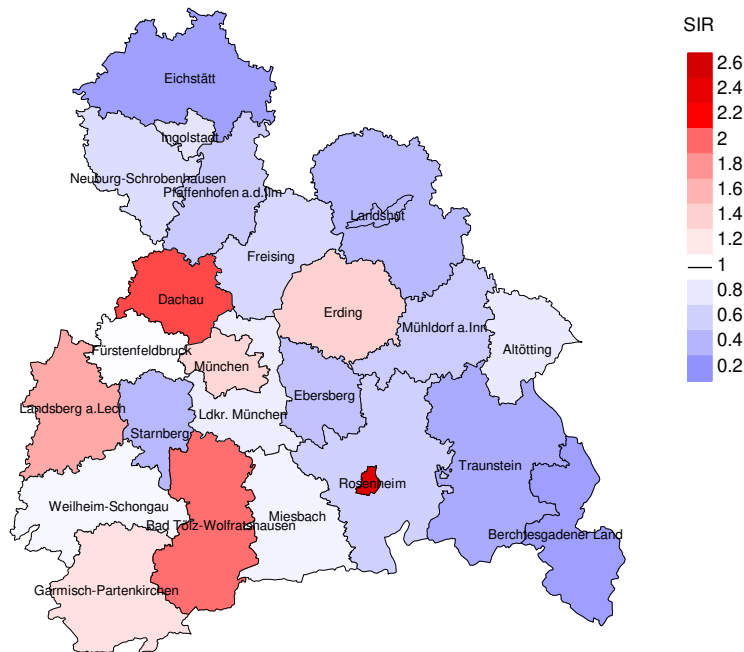 SIR
2.6
2.4
2.2
2
1.8
1.6
1.4
1.2
1
0.8
0.6
0.4
0.2
Eichstätt
Ingolstadt
Neuburg-Schrobenhausen
Pfaffenhofen a.d.Ilm
Landshut
Freising
Dachau
Erding
Mühldorf a.Inn
Altötting
Fürstenfeldbruck
München
Ebersberg
Landsberg a.Lech
Ldkr. München
Starnberg
Traunstein
Rosenheim
Weilheim-Schongau
Miesbach
Bad Tölz-Wolfratshausen
Berchtesgadener Land
Garmisch-Partenkirchen